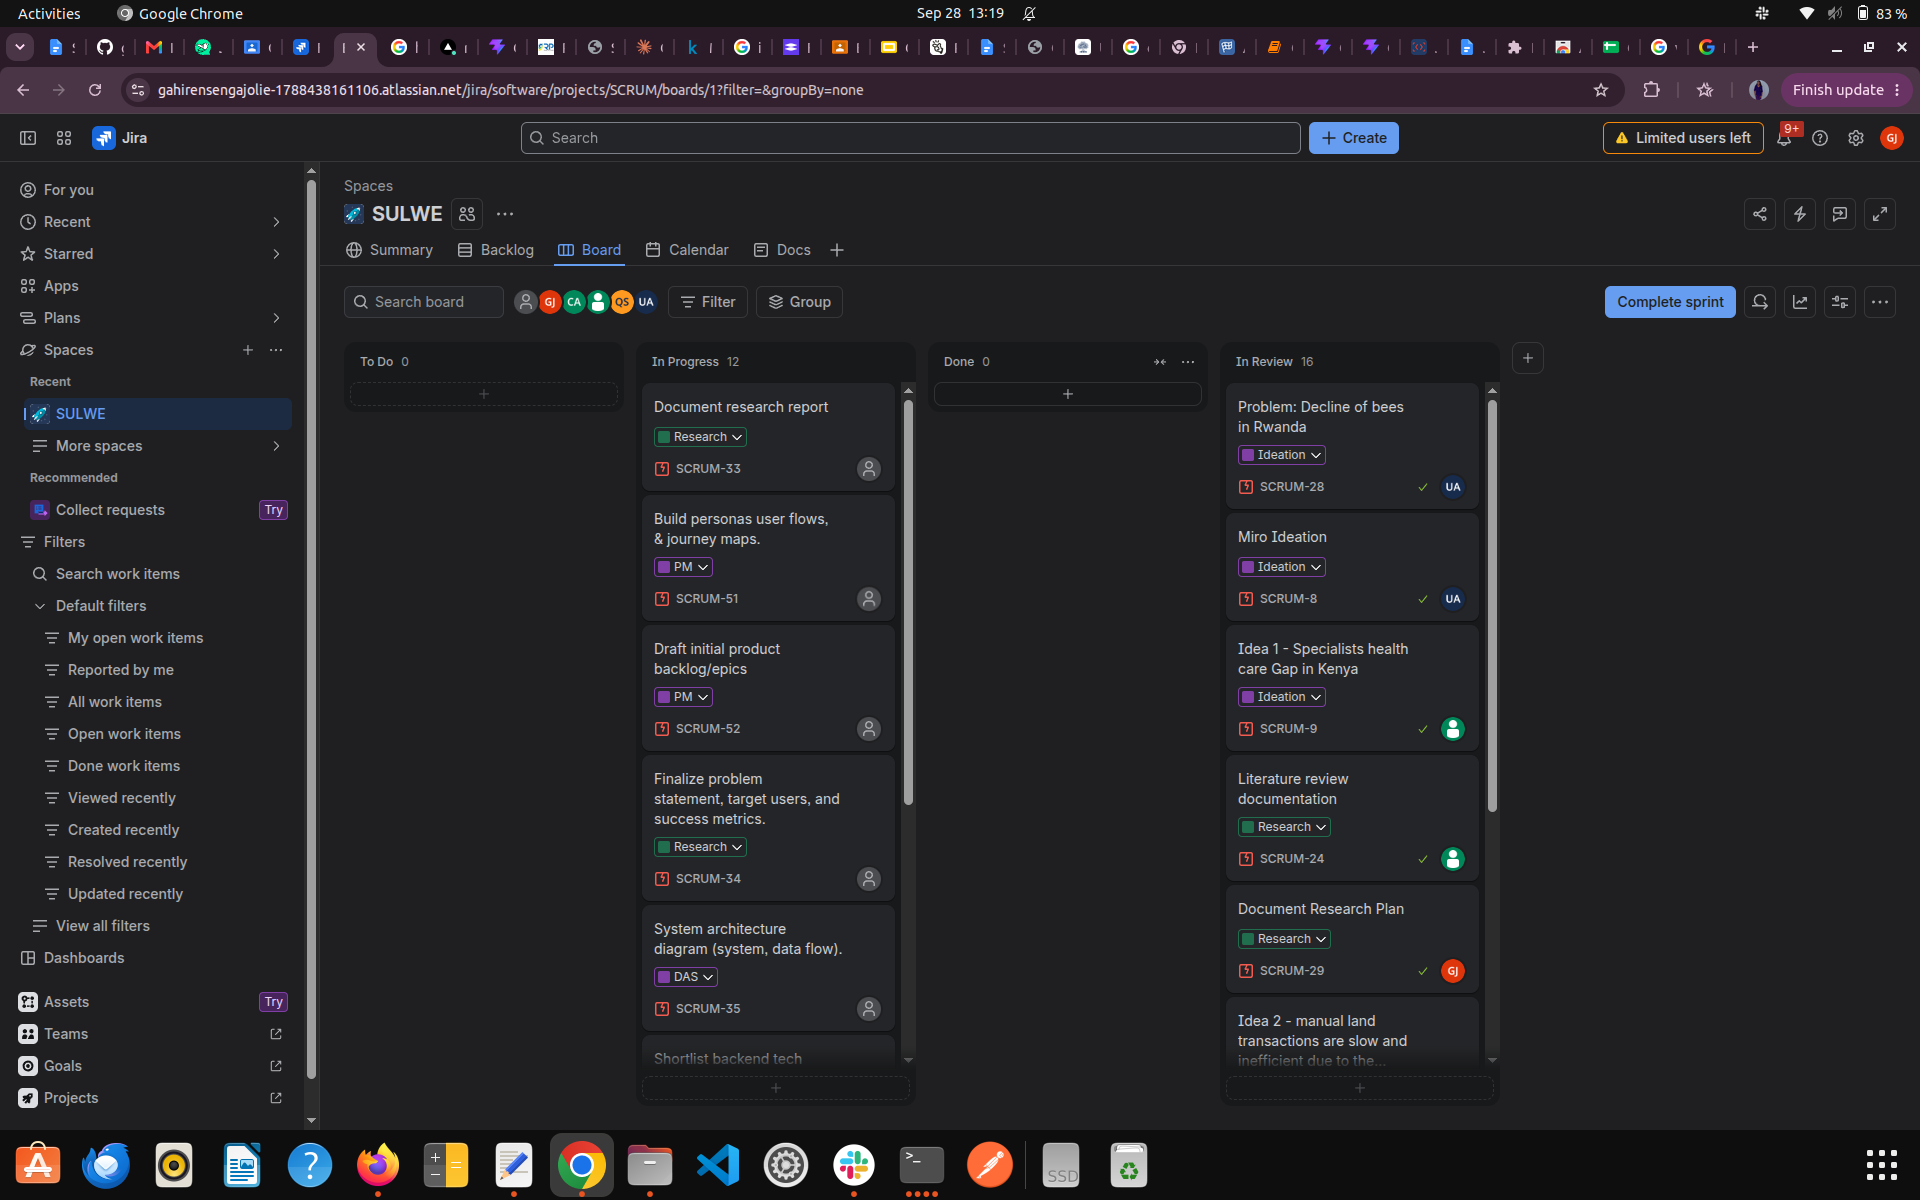 Activities
Google Chrome
Sep 28 13:19
83 %
gahirensengajolie-1788438161106.atlassian.net/jira/software/projects/SCRUM/boards/1?filter=&groupBy=none
Finish update
Jira
Search
Create
Limited users left
9+
GJ
For you
Recent
Starred
Apps
Plans
Spaces
Recent
SULWE
More spaces
Recommended
Collect requests
Try
Filters
Search work items
Default filters
My open work items
Reported by me
All work items
Open work items
Done work items
Viewed recently
Created recently
Resolved recently
Updated recently
View all filters
Dashboards
Assets
Try
Teams
Goals
Projects
Spaces
SULWE
Summary
Backlog
Board
Calendar
Docs
Search board
GJ
CA
QS
UA
Filter
Group
Complete sprint
To Do 0
In Progress 12
Document research report
Research
SCRUM-33
Build personas user flows,
& journey maps.
PM
SCRUM-51
Draft initial product
backlog/epics
PM
SCRUM-52
Finalize problem
statement, target users, and
success metrics.
Research
SCRUM-34
System architecture
diagram (system, data flow).
DAS
SCRUM-35
Shortlist backend tech
Done 0
In Review 16
Problem: Decline of bees
in Rwanda
Ideation
SCRUM-28
UA
Miro Ideation
Ideation
SCRUM-8
UA
Idea 1 - Specialists health
care Gap in Kenya
Ideation
SCRUM-9
Literature review
documentation
Research
SCRUM-24
Document Research Plan
Research
SCRUM-29
GJ
Idea 2 - manual land
transactions are slow and
inefficient due to the...
SSD